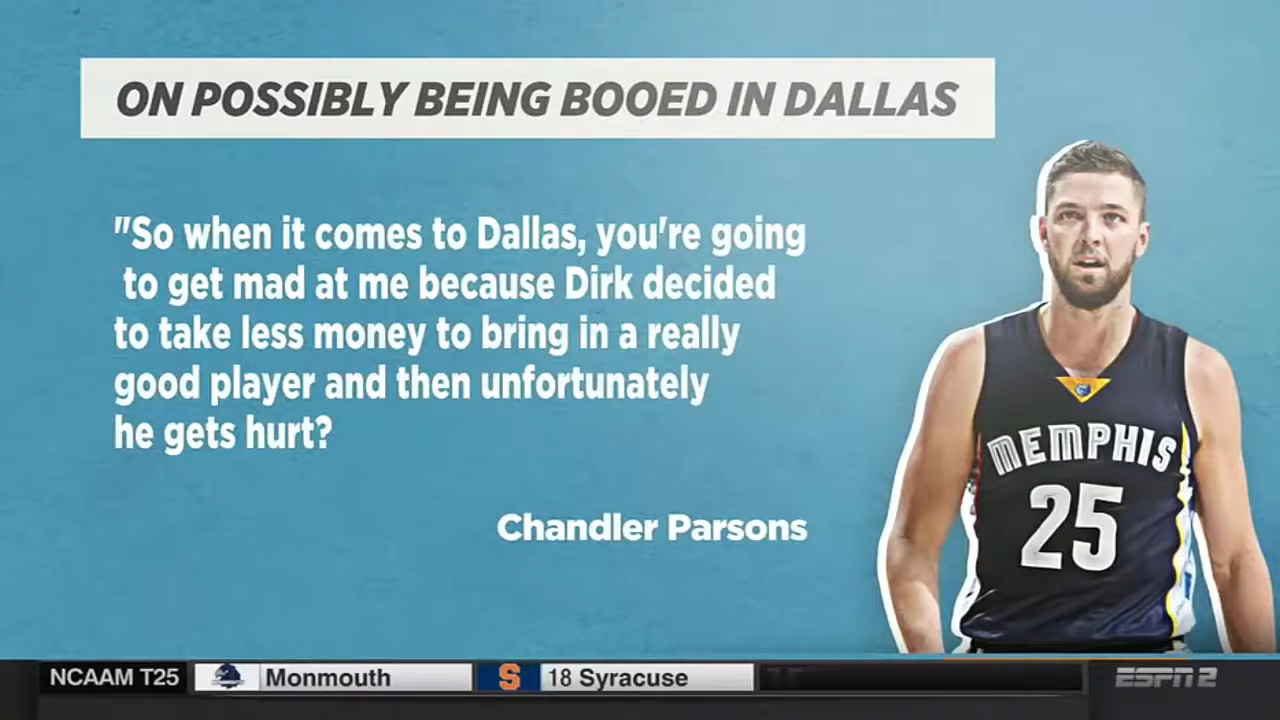 ON POSSIBLY BEING BOOED IN DALLAS
"So when it comes to Dallas, you're going
to get mad at me because Dirk decided
to take less money to bring in a really
good player and then unfortunately
he gets hurt?
Chandler Parsons
MEMPHIS
25
NCAAM T25 Monmouth S 18 Syracuse ESPN2